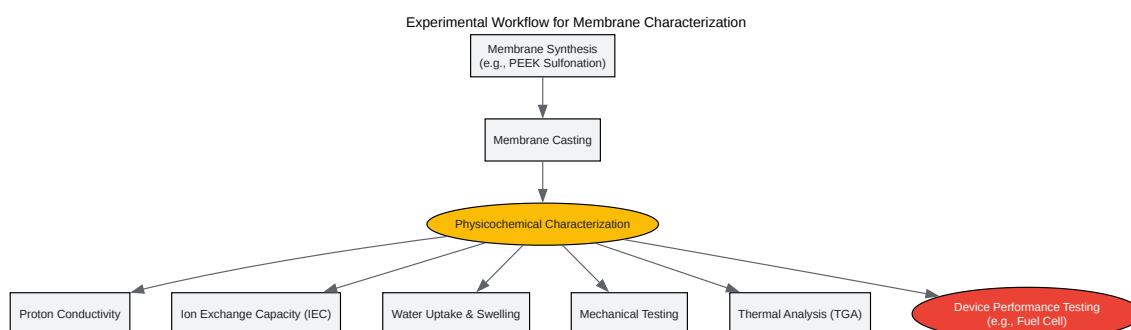 Experimental Workflow for Membrane Characterization
Membrane Synthesis
(e.g., PEEK Sulfonation)
Membrane Casting
Physicochemical Characterization
Proton Conductivity
Ion Exchange Capacity (IEC)
Water Uptake & Swelling
Mechanical Testing
Thermal Analysis (TGA)
Device Performance Testing
(e.g., Fuel Cell)